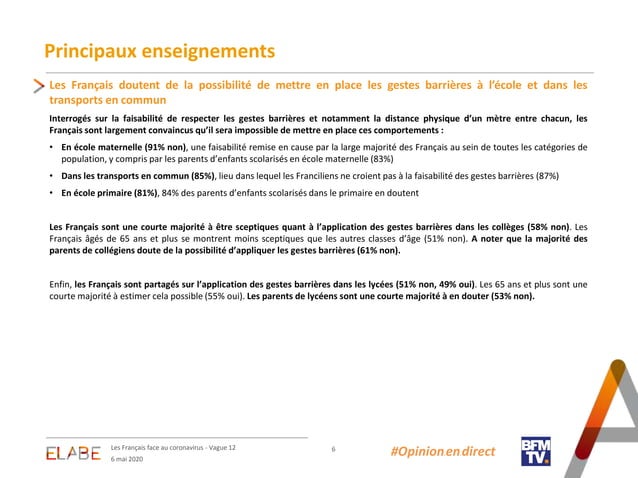 Principaux enseignements
Les Français doutent de la possibilité de mettre en place les gestes barrières à l’école et dans les
transports en commun
Interrogés sur la faisabilité de respecter les gestes barrières et notamment la distance physique d’un mètre entre chacun, les
Français sont largement convaincus qu’il sera impossible de mettre en place ces comportements :
• En école maternelle (91% non), une faisabilité remise en cause par la large majorité des Français au sein de toutes les catégories de
population, y compris par les parents d’enfants scolarisés en école maternelle (83%)
• Dans les transports en commun (85%), lieu dans lequel les Franciliens ne croient pas à la faisabilité des gestes barrières (87%)
• En école primaire (81%), 84% des parents d’enfants scolarisés dans le primaire en doutent
Les Français sont une courte majorité à être sceptiques quant à l’application des gestes barrières dans les collèges (58% non). Les
Français âgés de 65 ans et plus se montrent moins sceptiques que les autres classes d’âge (51% non). A noter que la majorité des
parents de collégiens doute de la possibilité d’appliquer les gestes barrières (61% non).
Enfin, les Français sont partagés sur l’application des gestes barrières dans les lycées (51% non, 49% oui). Les 65 ans et plus sont une
courte majorité à estimer cela possible (55% oui). Les parents de lycéens sont une courte majorité à en douter (53% non).
ELABE
Les Français face au coronavirus - Vague 12
6 mai 2020
6
#Opinion en direct
BFM
TV.